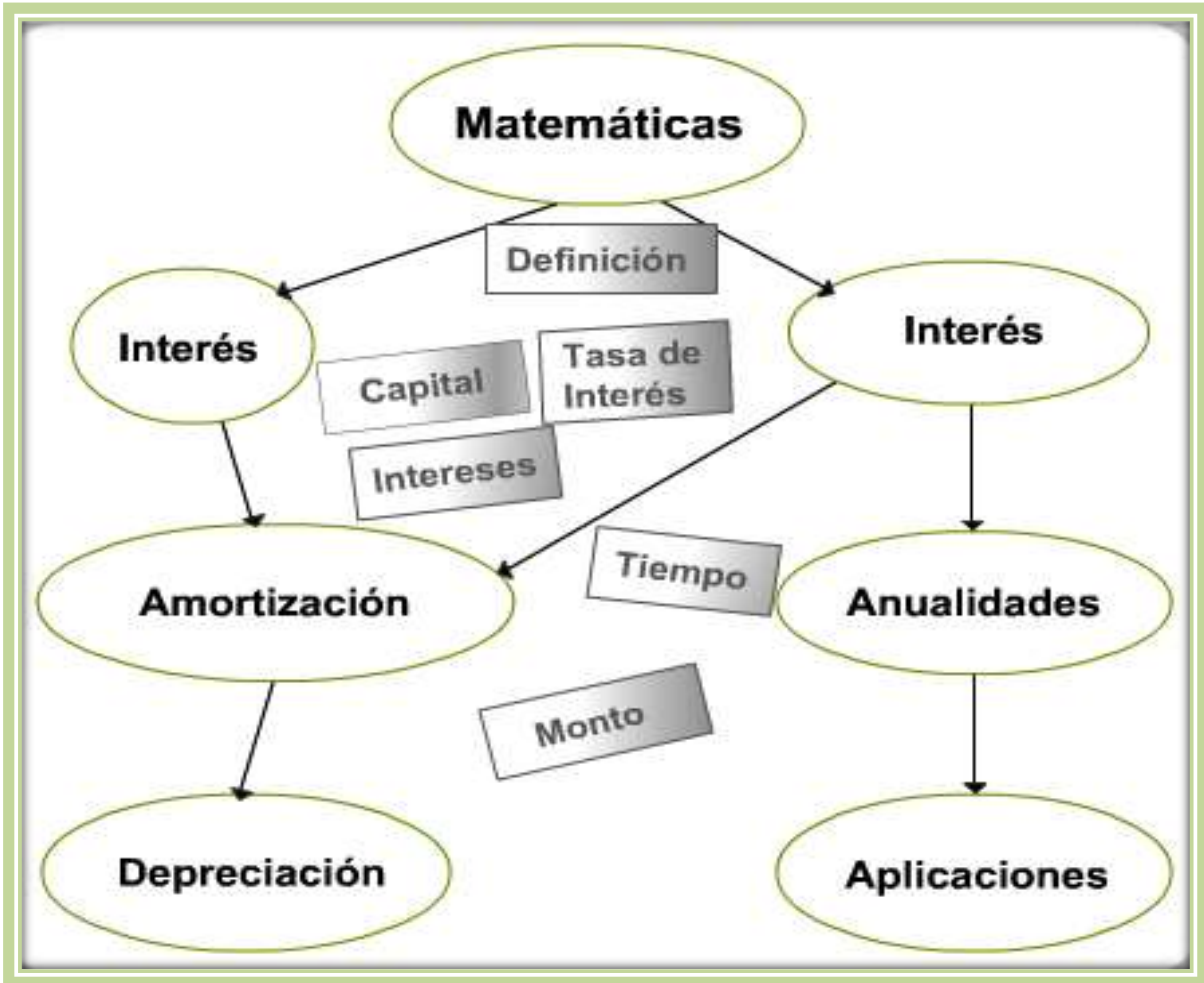 Matemáticas
Definición
Interés
Interés
Capital
Tasa de
Interés
Intereses
Tiempo
Amortización
Anualidades
Monto
Depreciación
Aplicaciones